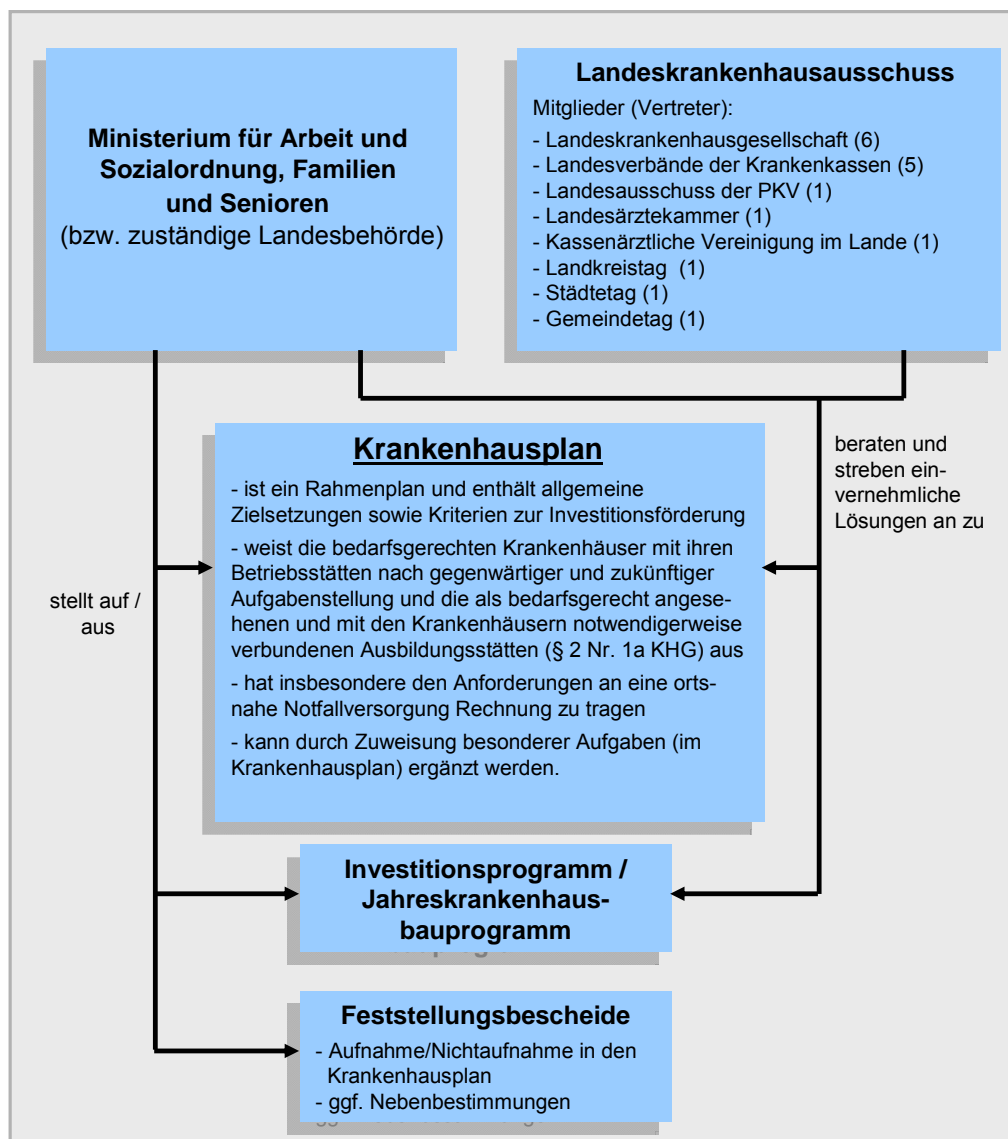 Ministerium für Arbeit und
Sozialordnung, Familien
und Senioren
(bzw. zuständige Landesbehörde)
Landeskrankenhausausschuss
Mitglieder (Vertreter):
- Landeskrankenhausgesellschaft (6)
- Landesverbände der Krankenkassen (5)
- Landesausschuss der PKV (1)
- Landesärztekammer (1)
- Kassenärztliche Vereinigung im Lande (1)
- Landkreistag (1)
- Städtetag (1)
- Gemeindetag (1)
beraten und
streben ein-
vernehmliche
Lösungen an zu
Krankenhausplan
- ist ein Rahmenplan und enthält allgemeine
Zielsetzungen sowie Kriterien zur Investitionsförderung
- weist die bedarfsgerechten Krankenhäuser mit ihren
Betriebsstätten nach gegenwärtiger und zukünftiger
Aufgabenstellung und die als bedarfsgerecht angese-
henen und mit den Krankenhäusern notwendigerweise
verbundenen Ausbildungsstätten (§ 2 Nr. 1a KHG) aus
- hat insbesondere den Anforderungen an eine orts-
nahe Notfallversorgung Rechnung zu tragen
- kann durch Zuweisung besonderer Aufgaben (im
Krankenhausplan) ergänzt werden.
stellt auf /
aus
Investitionsprogramm /
Jahreskrankenhaus-
bauprogramm
Feststellungsbescheide
- Aufnahme/Nichtaufnahme in den
Krankenhausplan
- ggf. Nebenbestimmungen